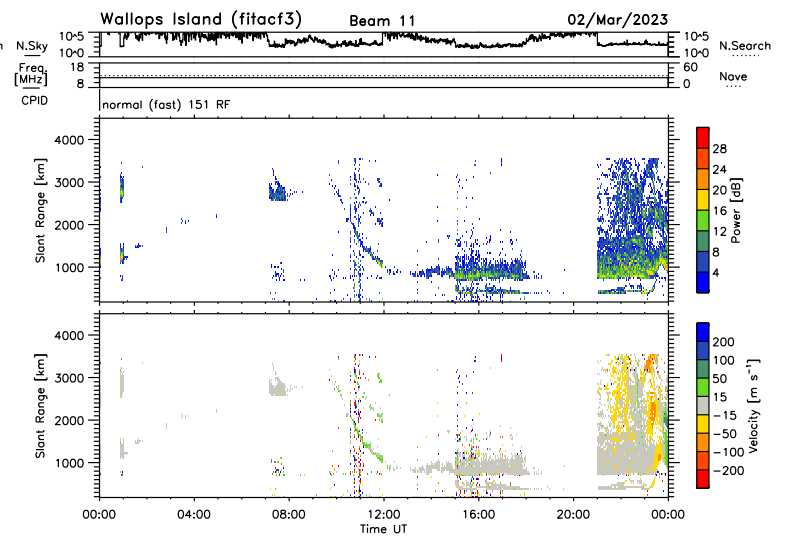 Wallops Island (fitacf3) Beam 11 02/Mar/2023
n N.Sky 10^5 10^0 10^5 10^0 N.Search
Freq. [MHz] 18 8 60 0 Nave
CPID normal (fast) 151 RF
4000
3000
2000
1000
Slant Range [km]
28
24
20
16
12
8
4
Power [dB]
4000
3000
2000
1000
Slant Range [km]
200
100
50
15
-15
-50
-100
-200
Velocity [m s^-1]
00:00 04:00 08:00 12:00 16:00 20:00 00:00
Time UT